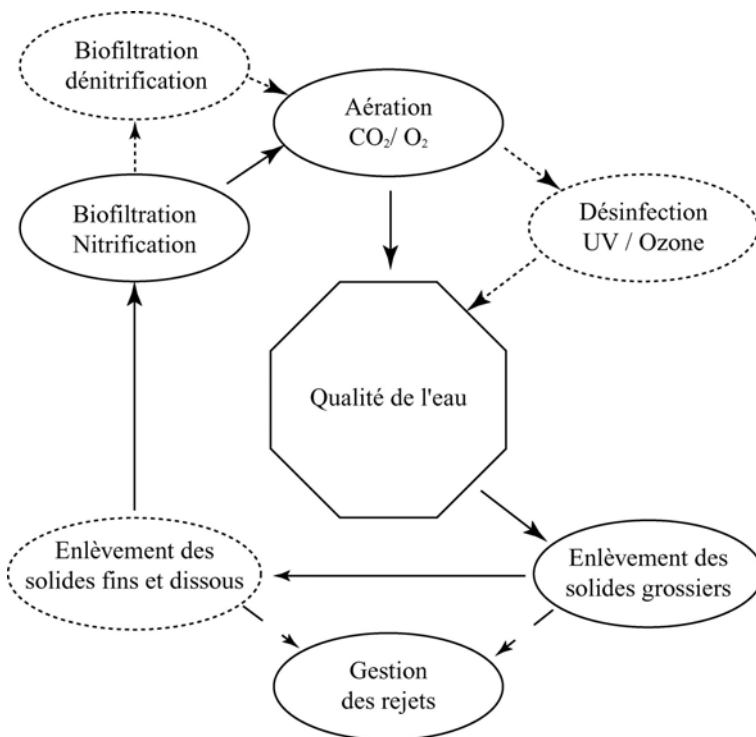 Biofiltration
dénitrification
Aération
CO₂/ O₂
Biofiltration
Nitrification
Désinfection
UV / Ozone
Qualité de l'eau
Enlèvement des
solides fins et dissous
Enlèvement des
solides grossiers
Gestion
des rejets